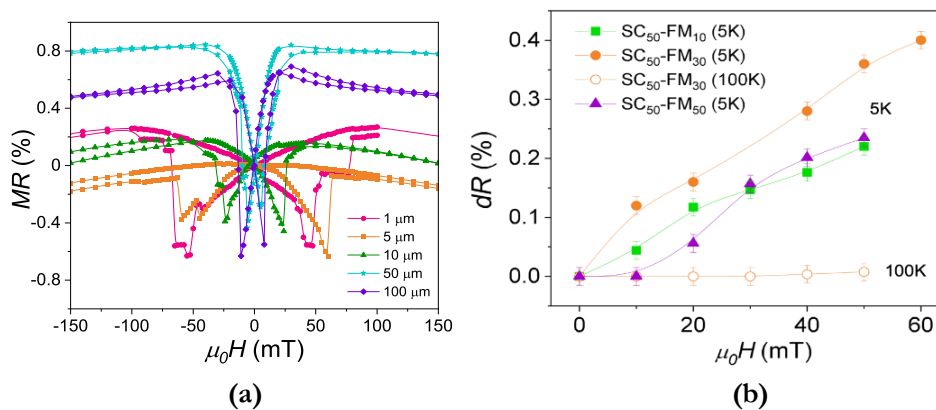 MR (%)
0.8
0.4
0
-0.4
-0.8
1 μm
5 μm
10 μm
50 μm
100 μm
-150 -100 -50 0 50 100 150
μ₀H (mT)
(a)
dR (%)
0.4
0.3
0.2
0.1
0.0
SC₅₀-FM₁₀ (5K)
SC₅₀-FM₃₀ (5K)
SC₅₀-FM₃₀ (100K)
SC₅₀-FM₅₀ (5K)
5K
100K
0 20 40 60
μ₀H (mT)
(b)